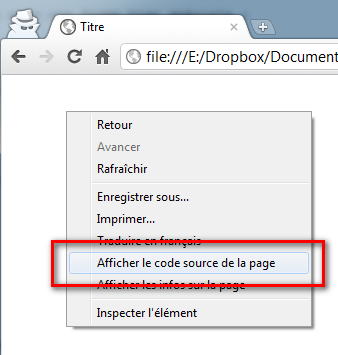 Titre
file:///E:/Dropbox/Document
Retour
Avancer
Rafraîchir
Enregistrer sous...
Imprimer...
Traduire en français
Afficher le code source de la page
Afficher les infos sur la page
Inspecter l'élément